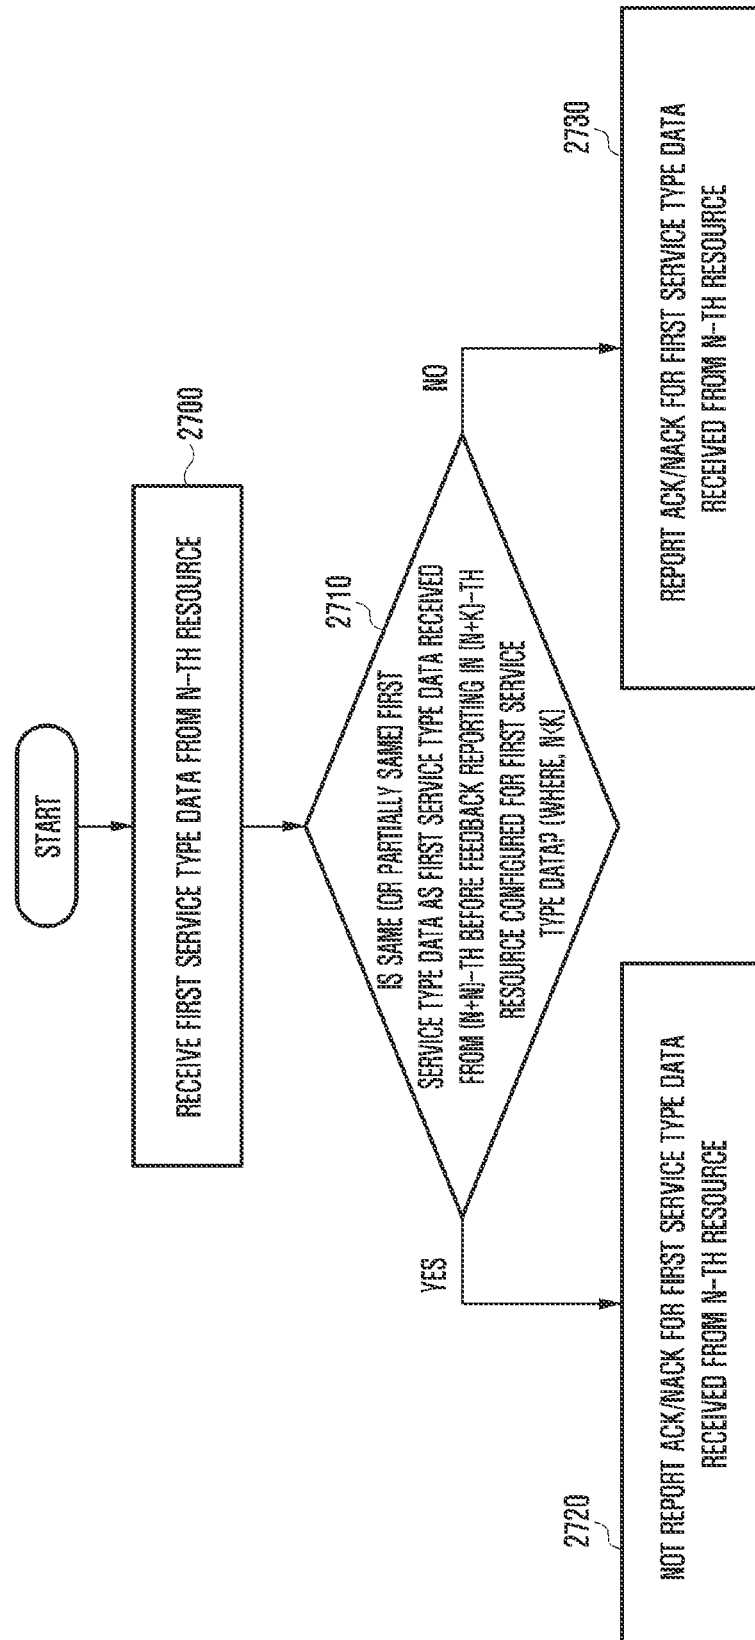 START
2700
RECEIVE FIRST SERVICE TYPE DATA FROM N-TH RESOURCE
2710
IS SAME (OR PARTIALLY SAME) FIRST
SERVICE TYPE DATA AS FIRST SERVICE TYPE DATA RECEIVED
FROM (N+N)-TH BEFORE FEEDBACK REPORTING IN (N+K)-TH
RESOURCE CONFIGURED FOR FIRST SERVICE
TYPE DATA? (WHERE, N<K)
YES
NO
2720
NOT REPORT ACK/NACK FOR FIRST SERVICE TYPE DATA
RECEIVED FROM N-TH RESOURCE
2730
REPORT ACK/NACK FOR FIRST SERVICE TYPE DATA
RECEIVED FROM N-TH RESOURCE